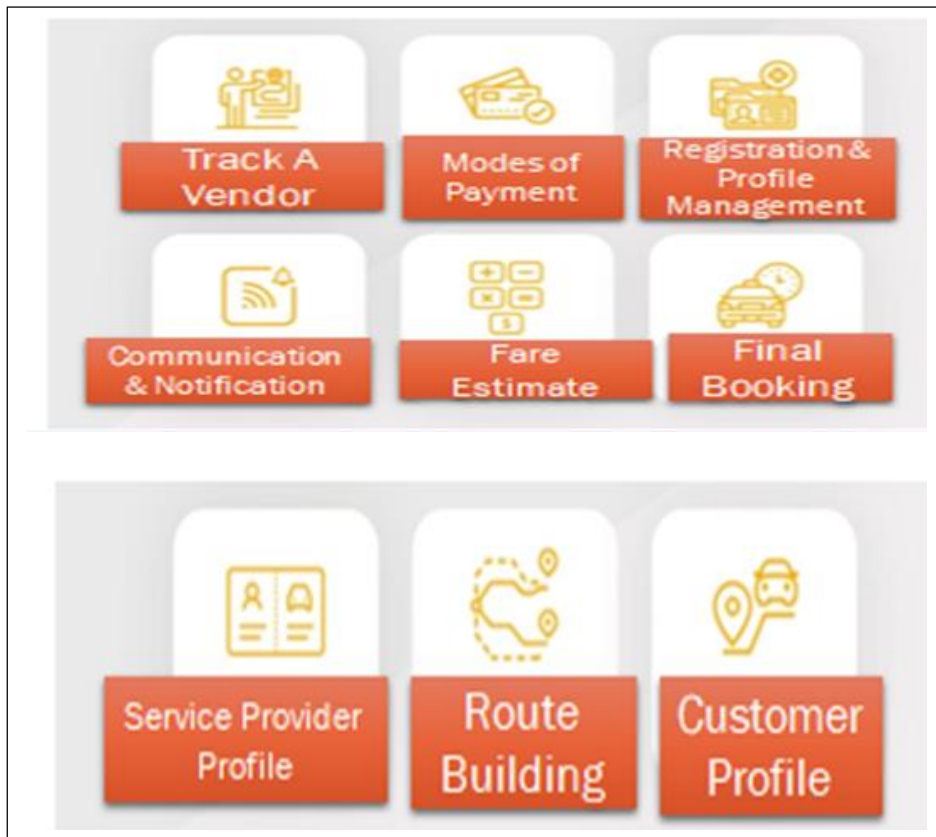 Track A
Vendor
Modes of
Payment
Registration &
Profile
Management
Communication
& Notification
Fare
Estimate
Final
Booking
Service Provider
Profile
Route
Building
Customer
Profile